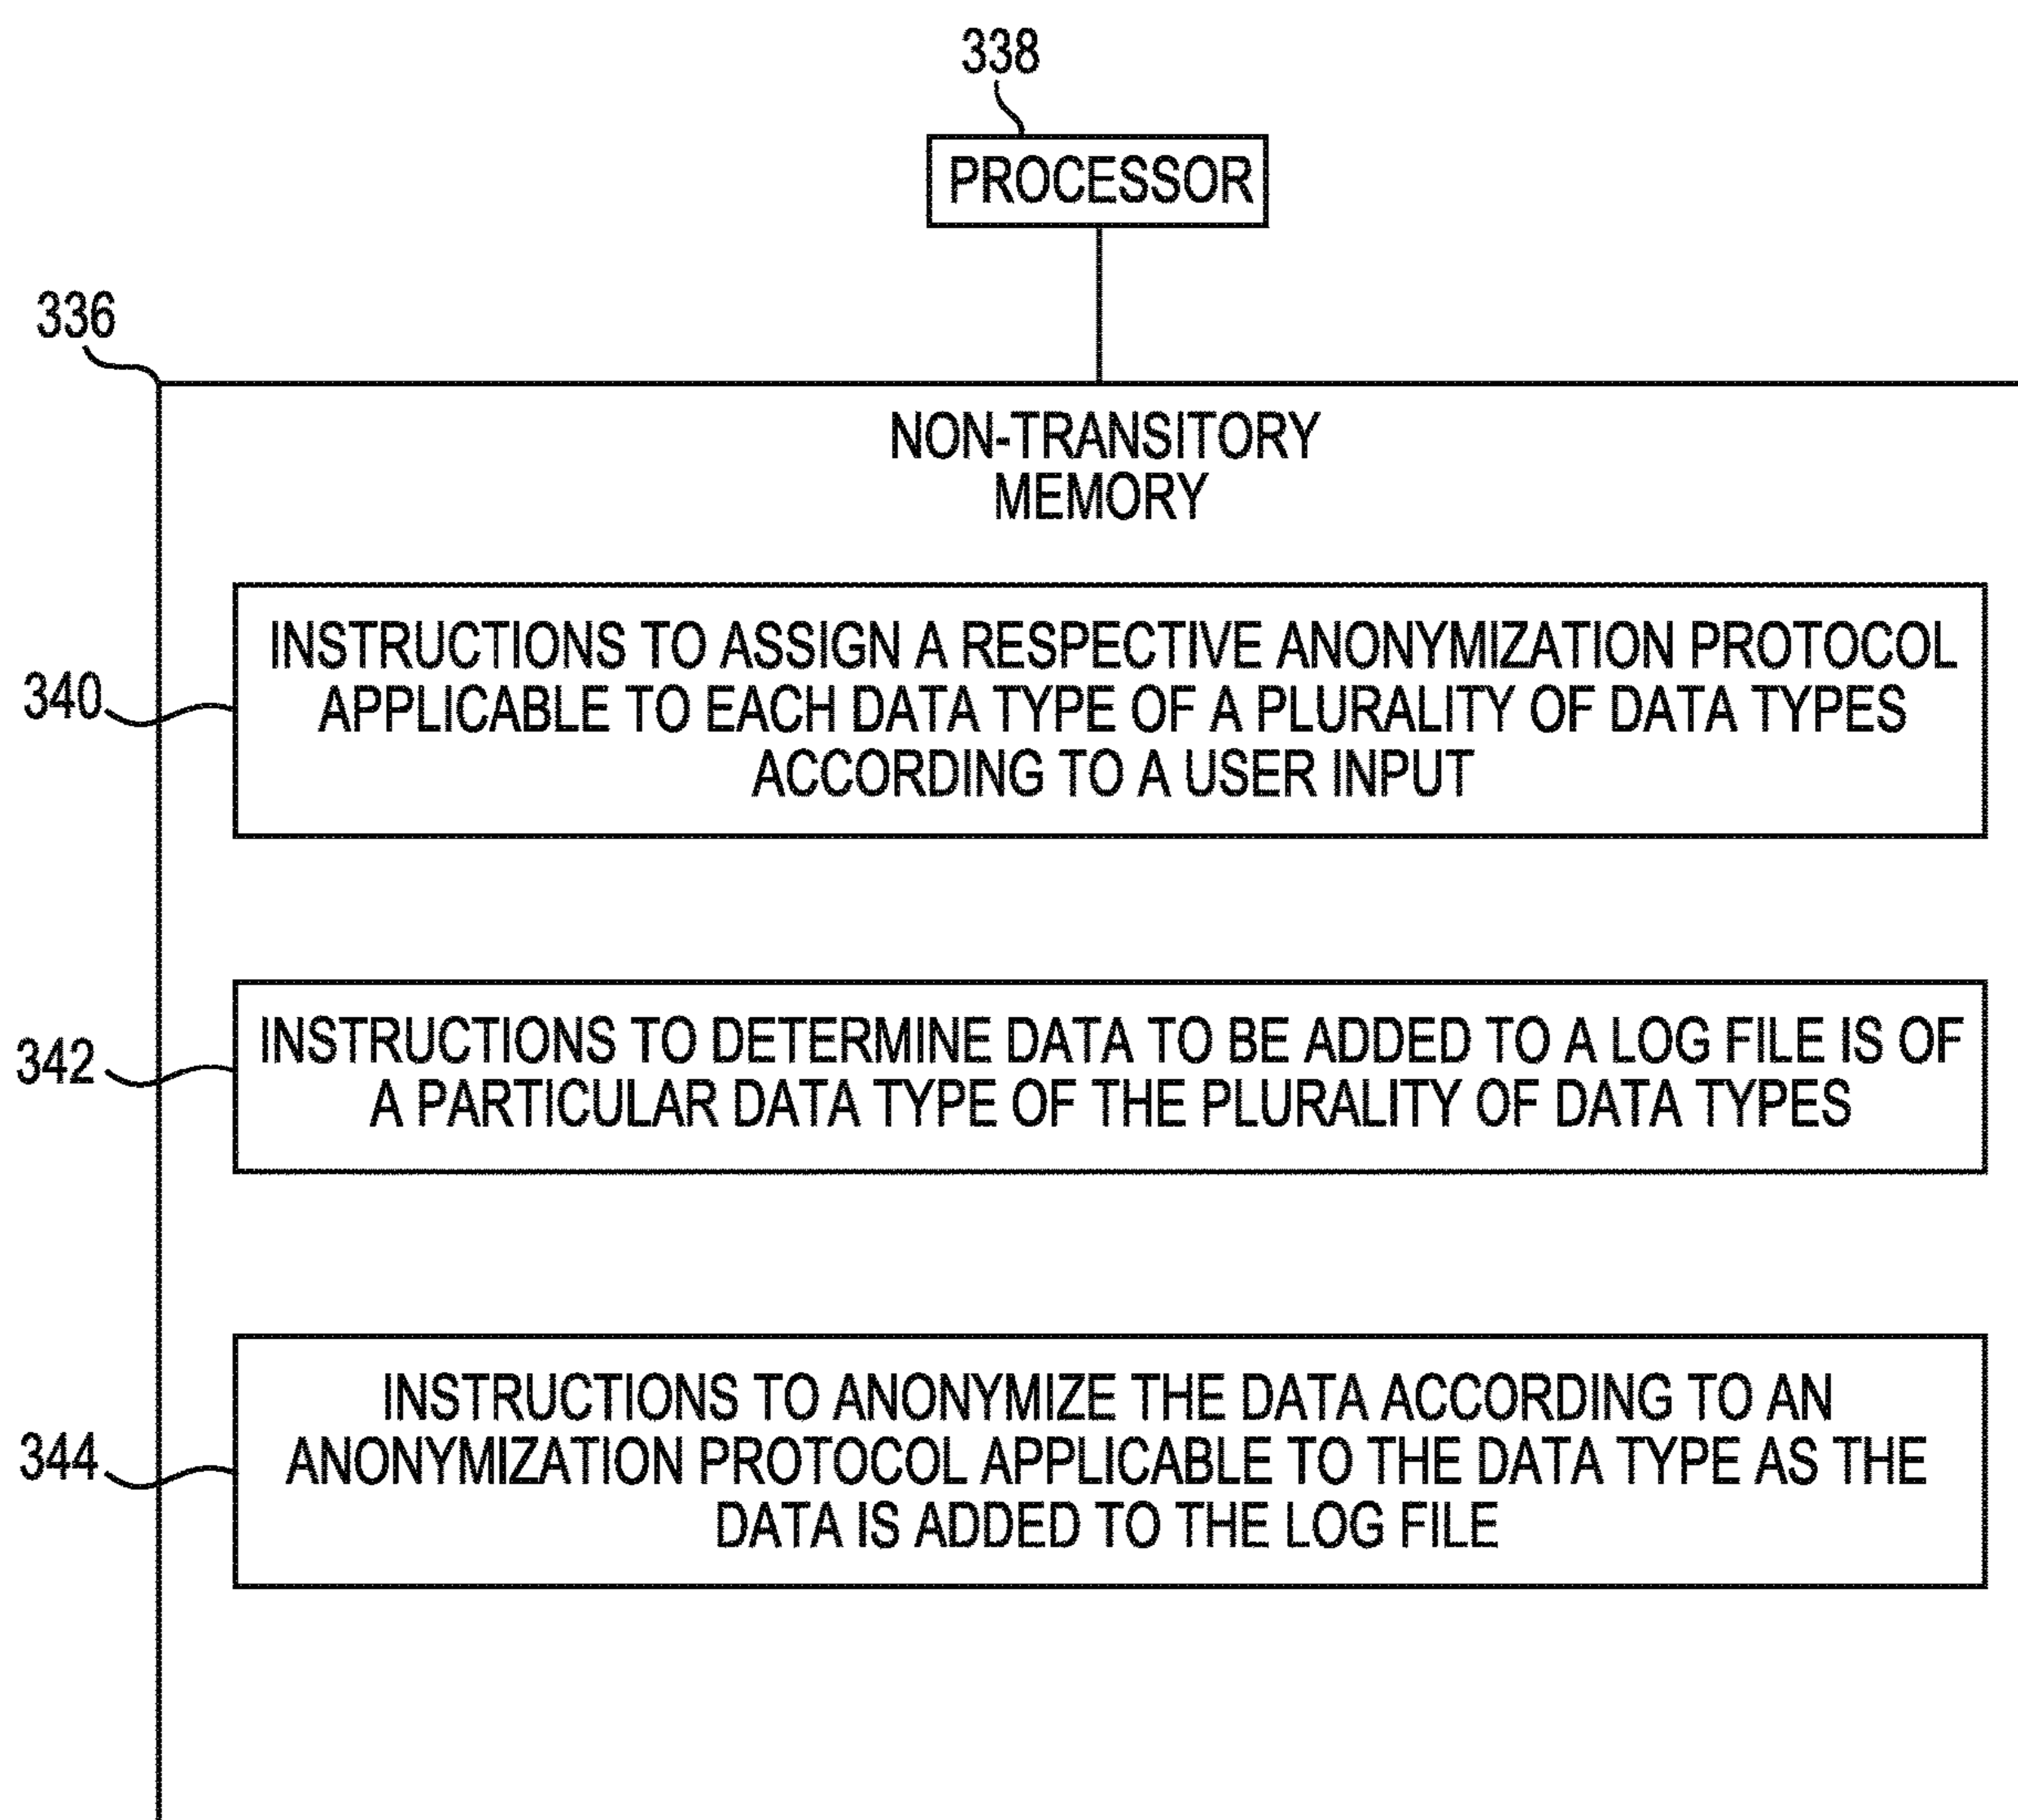 338
PROCESSOR
336
NON-TRANSITORY
MEMORY
INSTRUCTIONS TO ASSIGN A RESPECTIVE ANONYMIZATION PROTOCOL
340
APPLICABLE TO EACH DATA TYPE OF A PLURALITY OF DATA TYPES
ACCORDING TO A USER INPUT
INSTRUCTIONS TO DETERMINE DATA TO BE ADDED TO A LOG FILE IS OF
342
A PARTICULAR DATA TYPE OF THE PLURALITY OF DATA TYPES
INSTRUCTIONS TO ANONYMIZE THE DATA ACCORDING TO AN
344
ANONYMIZATION PROTOCOL APPLICABLE TO THE DATA TYPE AS THE
DATA IS ADDED TO THE LOG FILE